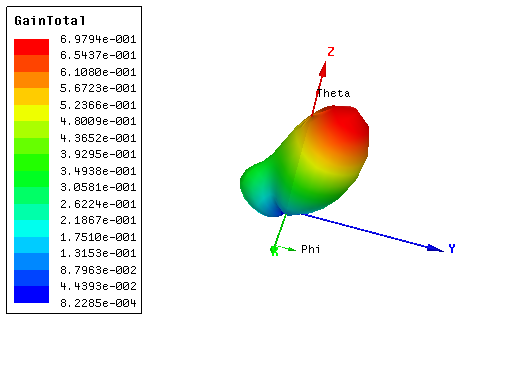 GainTotal
6.9794e-001
6.5437e-001
6.1080e-001
5.6723e-001
5.2366e-001
4.8009e-001
4.3652e-001
3.9295e-001
3.4938e-001
3.0581e-001
2.6224e-001
2.1867e-001
1.7510e-001
1.3153e-001
8.7963e-002
4.4393e-002
8.2285e-004
Z
Theta
Y
X
Phi